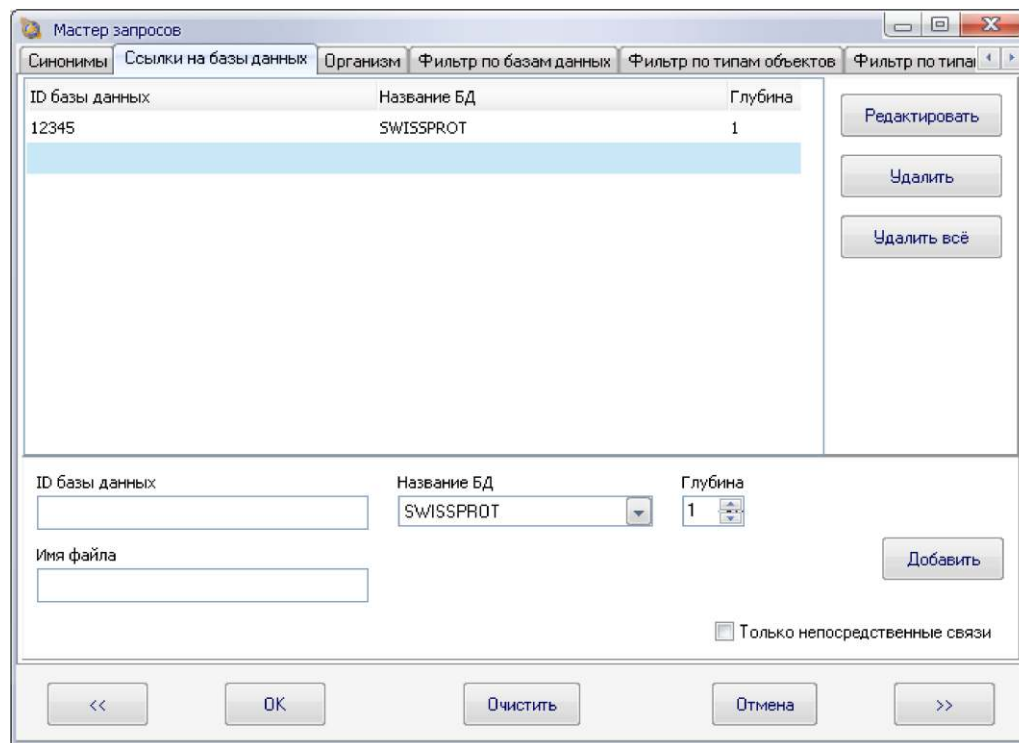 Мастер запросов
Синонимы Ссылки на базы данных Организм Фильтр по базам данных Фильтр по типам объектов Фильтр по
ID базы данных Название БД Глубина
12345 SWISSPROT 1
Редактировать
Удалить
Удалить всё
ID базы данных Название БД Глубина
SWISSPROT 1
Имя файла
Добавить
Только непосредственные связи
<< OK Очистить Отмена >>